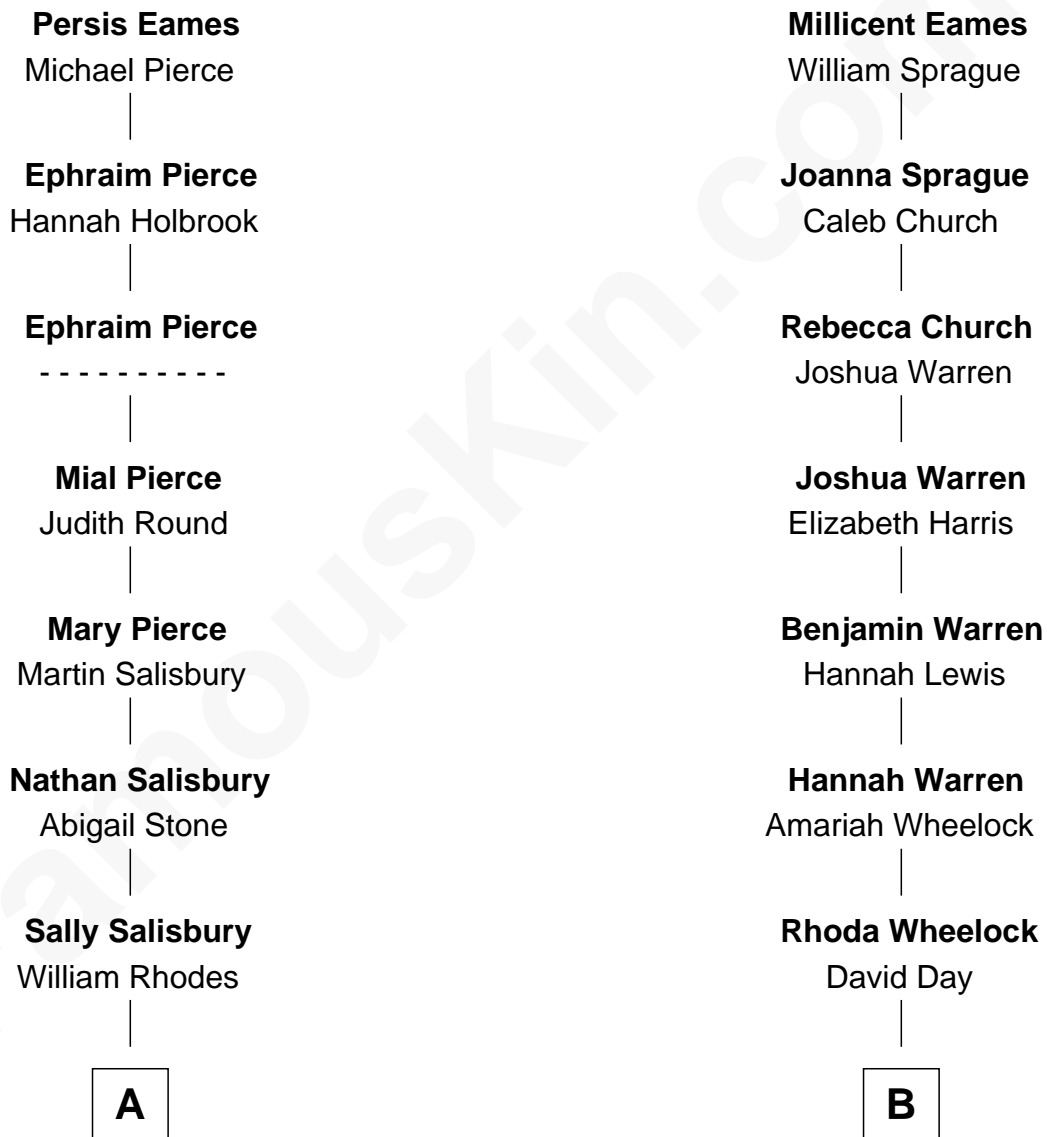 Persis Eames
Michael Pierce
Ephraim Pierce
Hannah Holbrook
Ephraim Pierce
- - - - - - - - - -
Mial Pierce
Judith Round
Mary Pierce
Martin Salisbury
Nathan Salisbury
Abigail Stone
Sally Salisbury
William Rhodes
A
Millicent Eames
William Sprague
Joanna Sprague
Caleb Church
Rebecca Church
Joshua Warren
Joshua Warren
Elizabeth Harris
Benjamin Warren
Hannah Lewis
Hannah Warren
Amariah Wheelock
Rhoda Wheelock
David Day
B
amouskin.com